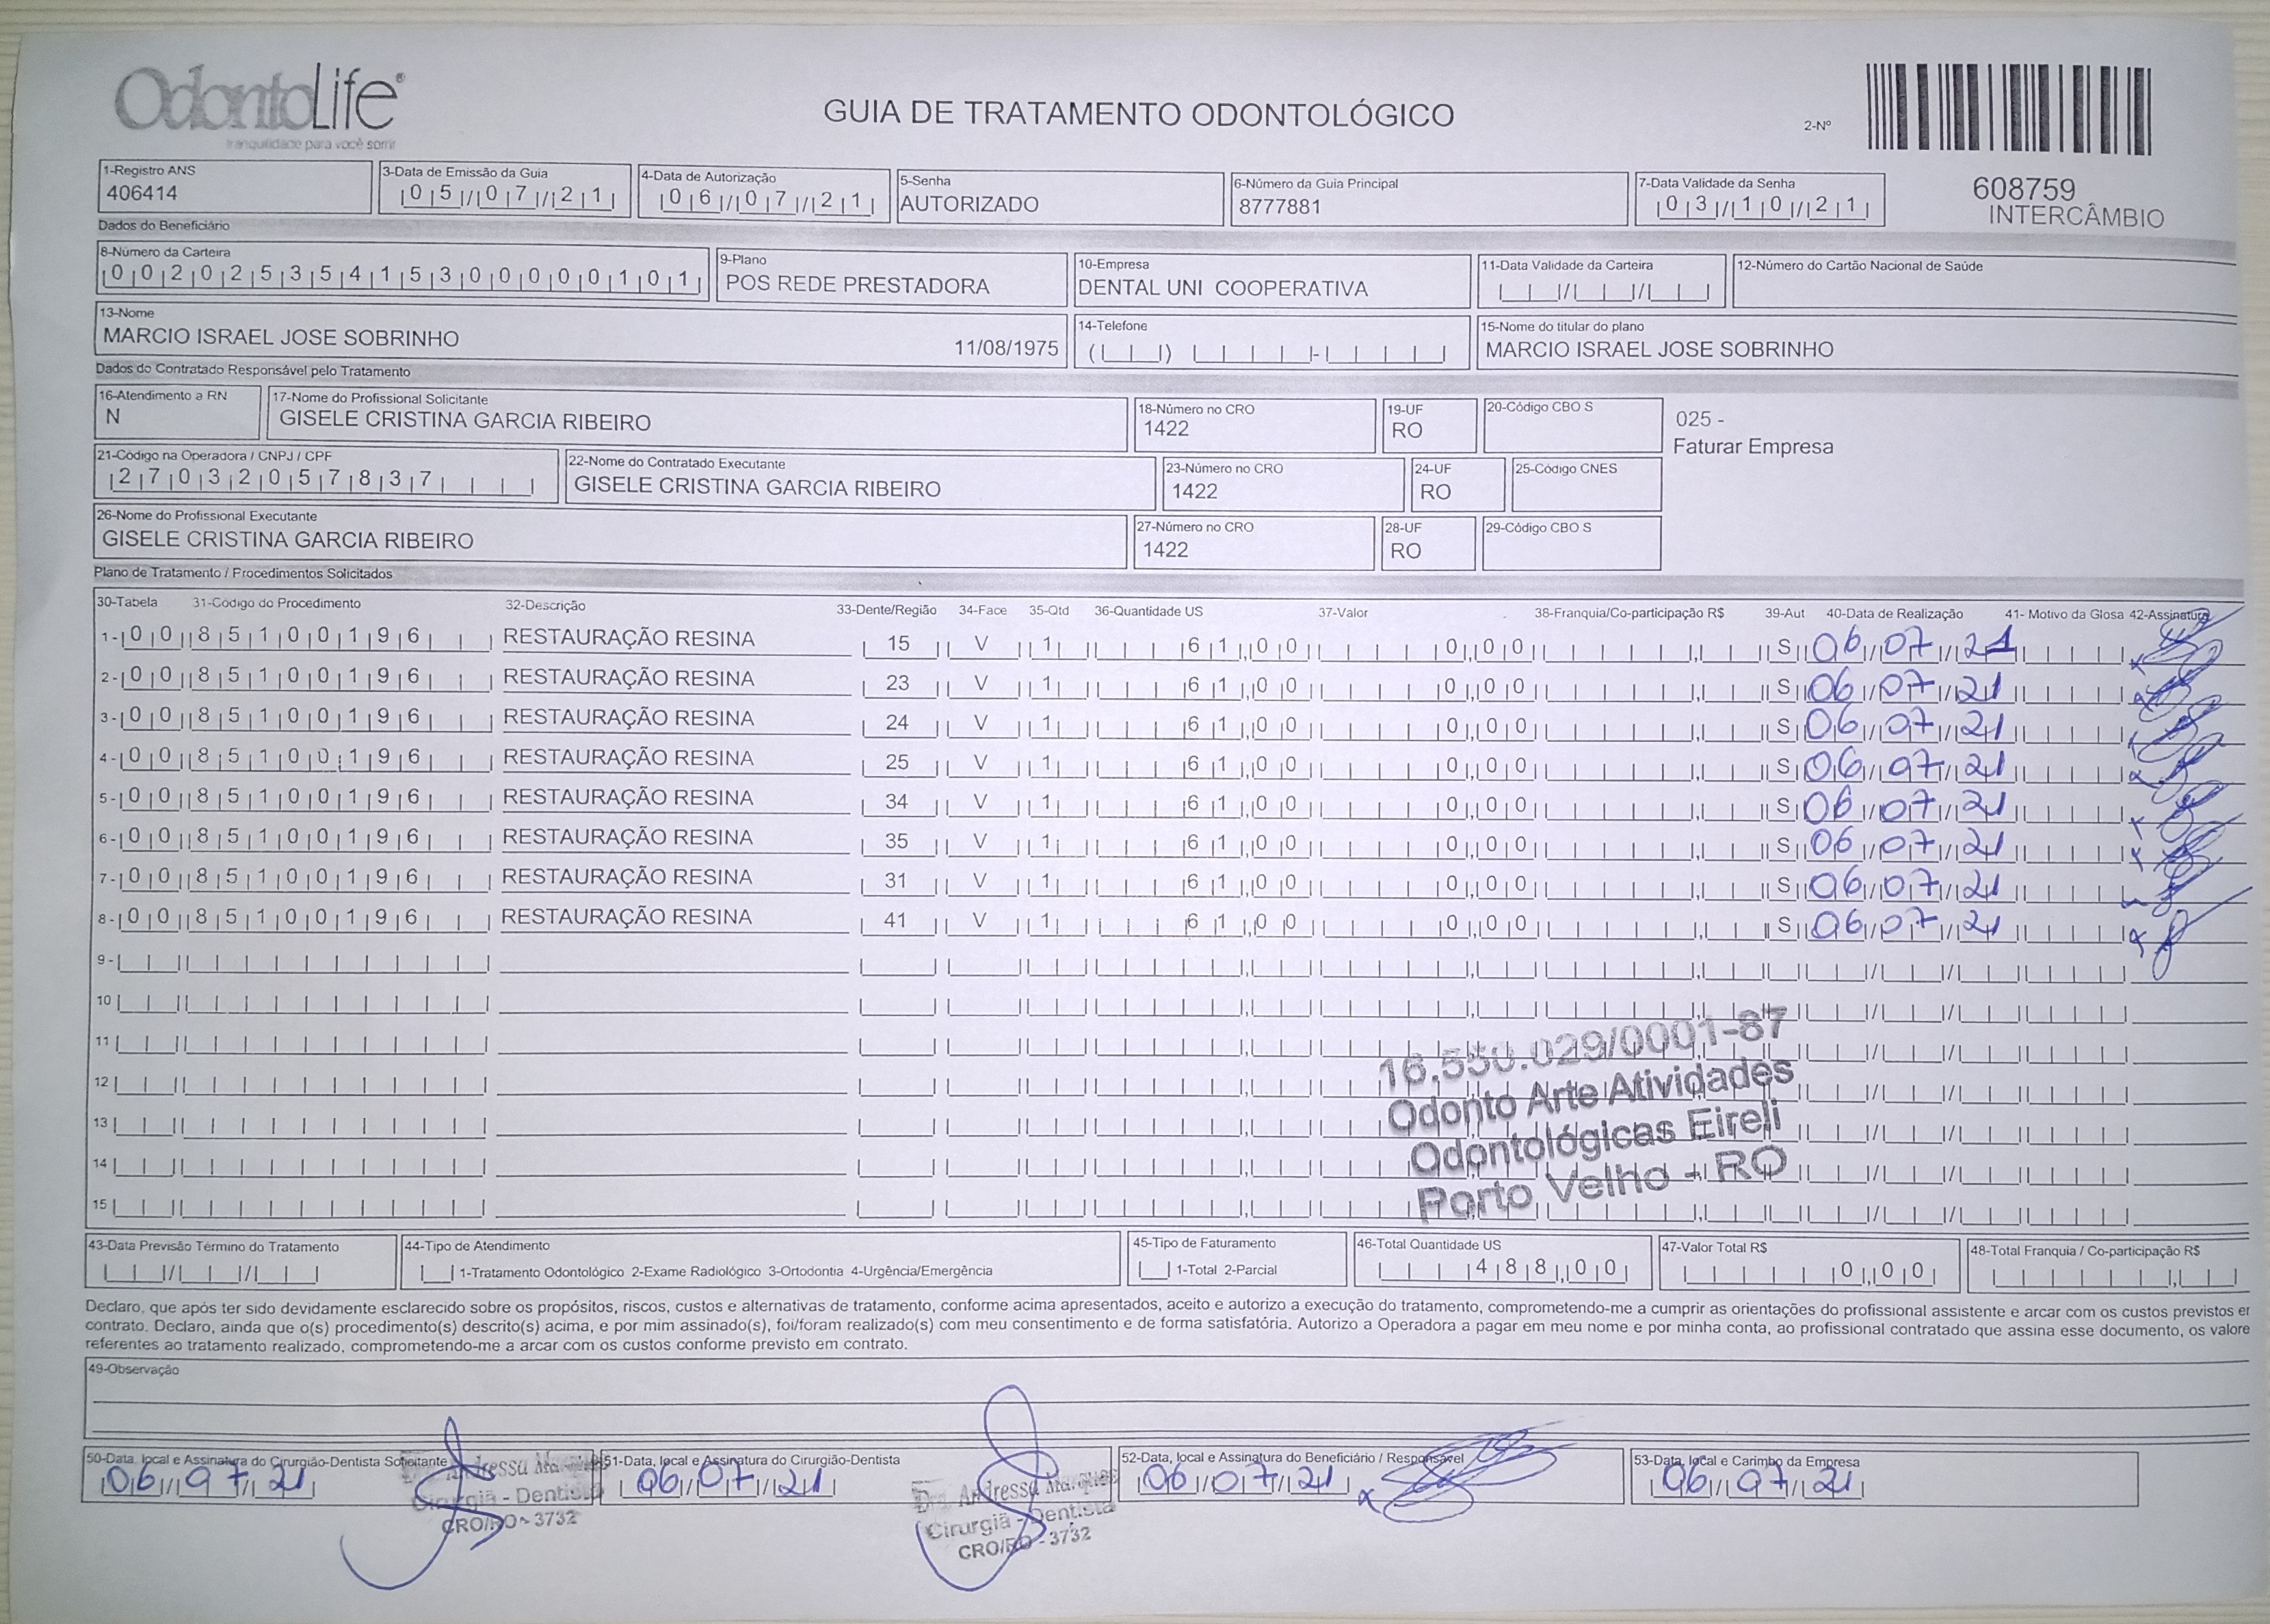 OdontoLife®
tranquilidade para você sorrir
GUIA DE TRATAMENTO ODONTOLÓGICO
2-Nº
608759
INTERCÂMBIO
1-Registro ANS
406414
3-Data de Emissão da Guia
05/07/21
4-Data de Autorização
06/07/21
5-Senha
AUTORIZADO
6-Número da Guia Principal
8777881
7-Data Validade da Senha
03/10/21
Dados do Beneficiário
8-Número da Carteira
00202535415300000101
9-Plano
POS REDE PRESTADORA
10-Empresa
DENTAL UNI COOPERATIVA
11-Data Validade da Carteira
12-Número do Cartão Nacional de Saúde
13-Nome
MARCIO ISRAEL JOSE SOBRINHO 11/08/1975
14-Telefone
15-Nome do titular do plano
MARCIO ISRAEL JOSE SOBRINHO
Dados do Contratado Responsável pelo Tratamento
16-Atendimento a RN
N
17-Nome do Profissional Solicitante
GISELE CRISTINA GARCIA RIBEIRO
18-Número no CRO
1422
19-UF
RO
20-Código CBO S
025 -
Faturar Empresa
21-Código na Operadora / CNPJ / CPF
27032057837
22-Nome do Contratado Executante
GISELE CRISTINA GARCIA RIBEIRO
23-Número no CRO
1422
24-UF
RO
25-Código CNES
26-Nome do Profissional Executante
GISELE CRISTINA GARCIA RIBEIRO
27-Número no CRO
1422
28-UF
RO
29-Código CBO S
Plano de Tratamento / Procedimentos Solicitados
30-Tabela 31-Código do Procedimento 32-Descrição 33-Dente/Região 34-Face 35-Qtd 36-Quantidade US 37-Valor 38-Franquia/Co-participação R$ 39-Aut 40-Data de Realização 41- Motivo da Glosa 42-Assinatura
1- 00 85100196 RESTAURAÇÃO RESINA 15 V 1 61,00 0,00 S 06/07/21
2- 00 85100196 RESTAURAÇÃO RESINA 23 V 1 61,00 0,00 S 06/07/21
3- 00 85100196 RESTAURAÇÃO RESINA 24 V 1 61,00 0,00 S 06/07/21
4- 00 85100196 RESTAURAÇÃO RESINA 25 V 1 61,00 0,00 S 06/07/21
5- 00 85100196 RESTAURAÇÃO RESINA 34 V 1 61,00 0,00 S 06/07/21
6- 00 85100196 RESTAURAÇÃO RESINA 35 V 1 61,00 0,00 S 06/07/21
7- 00 85100196 RESTAURAÇÃO RESINA 31 V 1 61,00 0,00 S 06/07/21
8- 00 85100196 RESTAURAÇÃO RESINA 41 V 1 61,00 0,00 S 06/07/21
9-
10
11
12
13
14
15
16.550.029/0001-87
Odonto Arte Atividades
Odontológicas Eireli
Porto Velho - RO
43-Data Previsão Término do Tratamento
44-Tipo de Atendimento
1-Tratamento Odontológico 2-Exame Radiológico 3-Ortodontia 4-Urgência/Emergência
45-Tipo de Faturamento
1-Total 2-Parcial
46-Total Quantidade US
488,00
47-Valor Total R$
0,00
48-Total Franquia / Co-participação R$
Declaro, que após ter sido devidamente esclarecido sobre os propósitos, riscos, custos e alternativas de tratamento, conforme acima apresentados, aceito e autorizo a execução do tratamento, comprometendo-me a cumprir as orientações do profissional assistente e arcar com os custos previstos er
contrato. Declaro, ainda que o(s) procedimento(s) descrito(s) acima, e por mim assinado(s), foi/foram realizado(s) com meu consentimento e de forma satisfatória. Autorizo a Operadora a pagar em meu nome e por minha conta, ao profissional contratado que assina esse documento, os valore
referentes ao tratamento realizado, comprometendo-me a arcar com os custos conforme previsto em contrato.
49-Observação
50-Data, local e Assinatura do Cirurgião-Dentista Solicitante
06/07/21
Andressa Marques
Cirurgiã - Dentista
CRO/RO - 3732
51-Data, local e Assinatura do Cirurgião-Dentista
06/07/21
Dra. Andressa Marques
Cirurgiã - Dentista
CRO/RO - 3732
52-Data, local e Assinatura do Beneficiário / Responsável
06/07/21
53-Data, local e Carimbo da Empresa
06/07/21